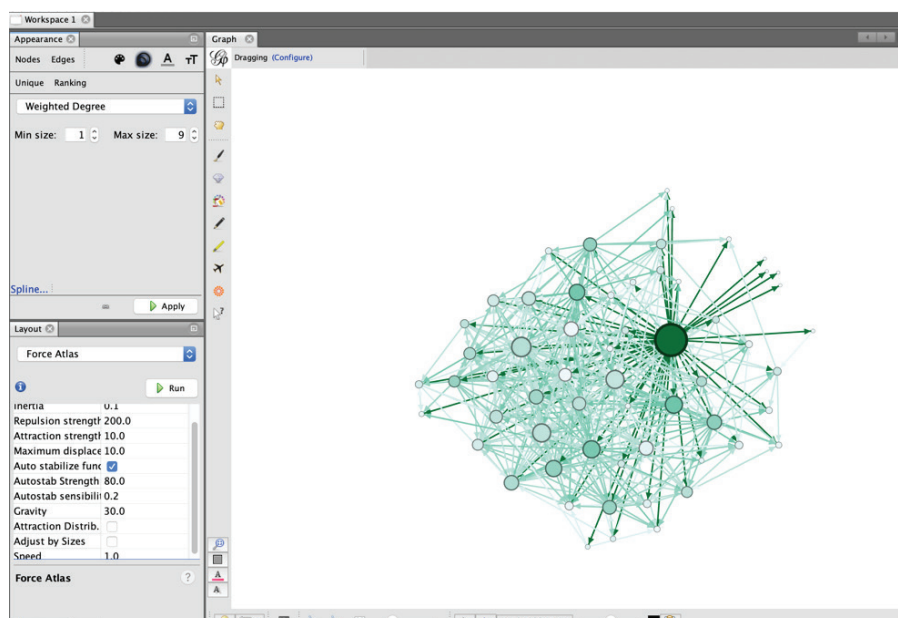 Workspace 1
Appearance
Nodes Edges A TT
Unique Ranking
Weighted Degree
Min size: 1 Max size: 9
Spline...
Apply
Layout
Force Atlas
Run
Inertia 0.1
Repulsion strengt 200.0
Attraction strengt 10.0
Maximum displace 10.0
Auto stabilize func
Autostab Strength 80.0
Autostab sensibili 0.2
Gravity 30.0
Attraction Distrib.
Adjust by Sizes
Speed 1.0
Force Atlas ?
Graph
Dragging (Configure)
?
A
A